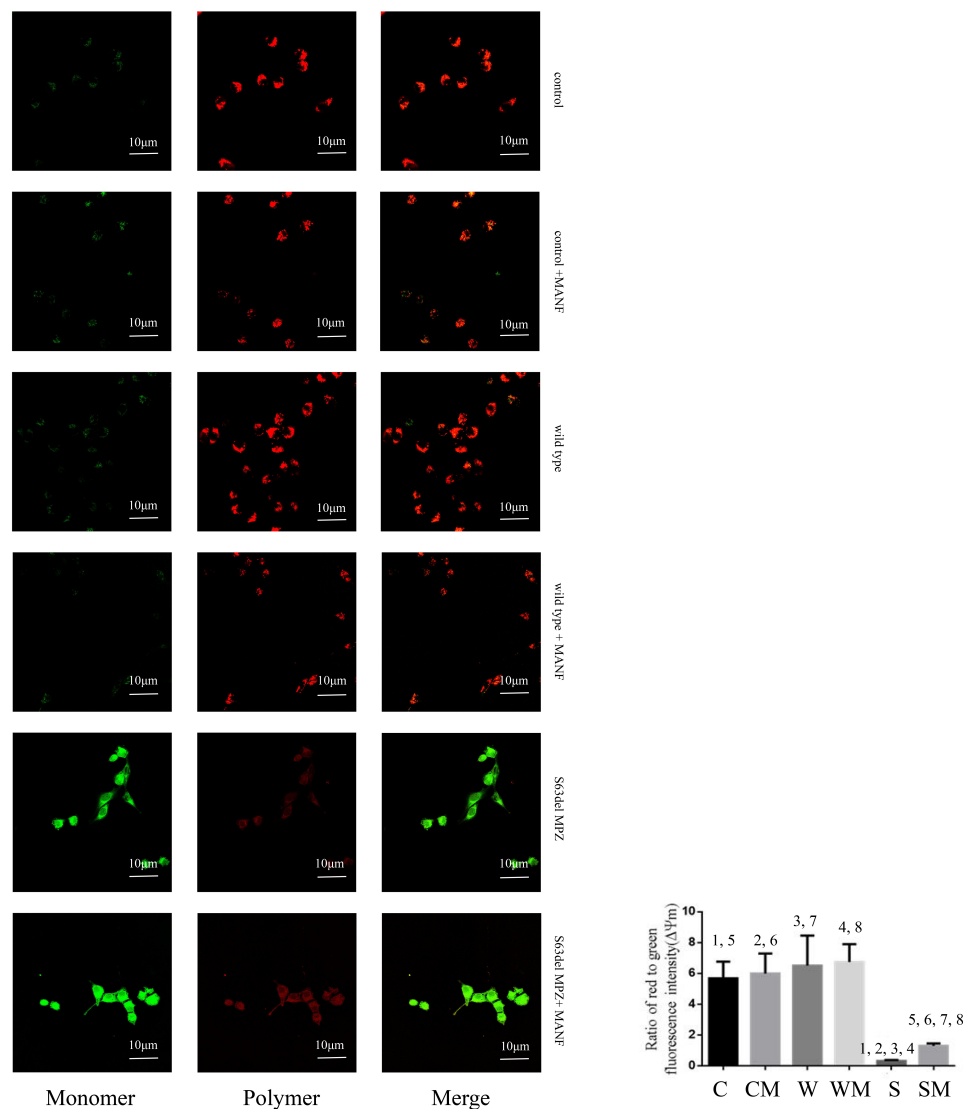 10μm 10μm 10μm
control
10μm 10μm 10μm
control +MANF
10μm 10μm 10μm
wild type
10μm 10μm 10μm
wild type + MANF
10μm 10μm 10μm
S63del MPZ
10μm 10μm 10μm
S63del MPZ+ MANF
Monomer Polymer Merge
Ratio of red to green
fluorescence intensity(ΔΨm)
10
8
6
4
2
0
1, 5
2, 6
3, 7
4, 8
1, 2, 3, 4
5, 6, 7, 8
C CM W WM S SM